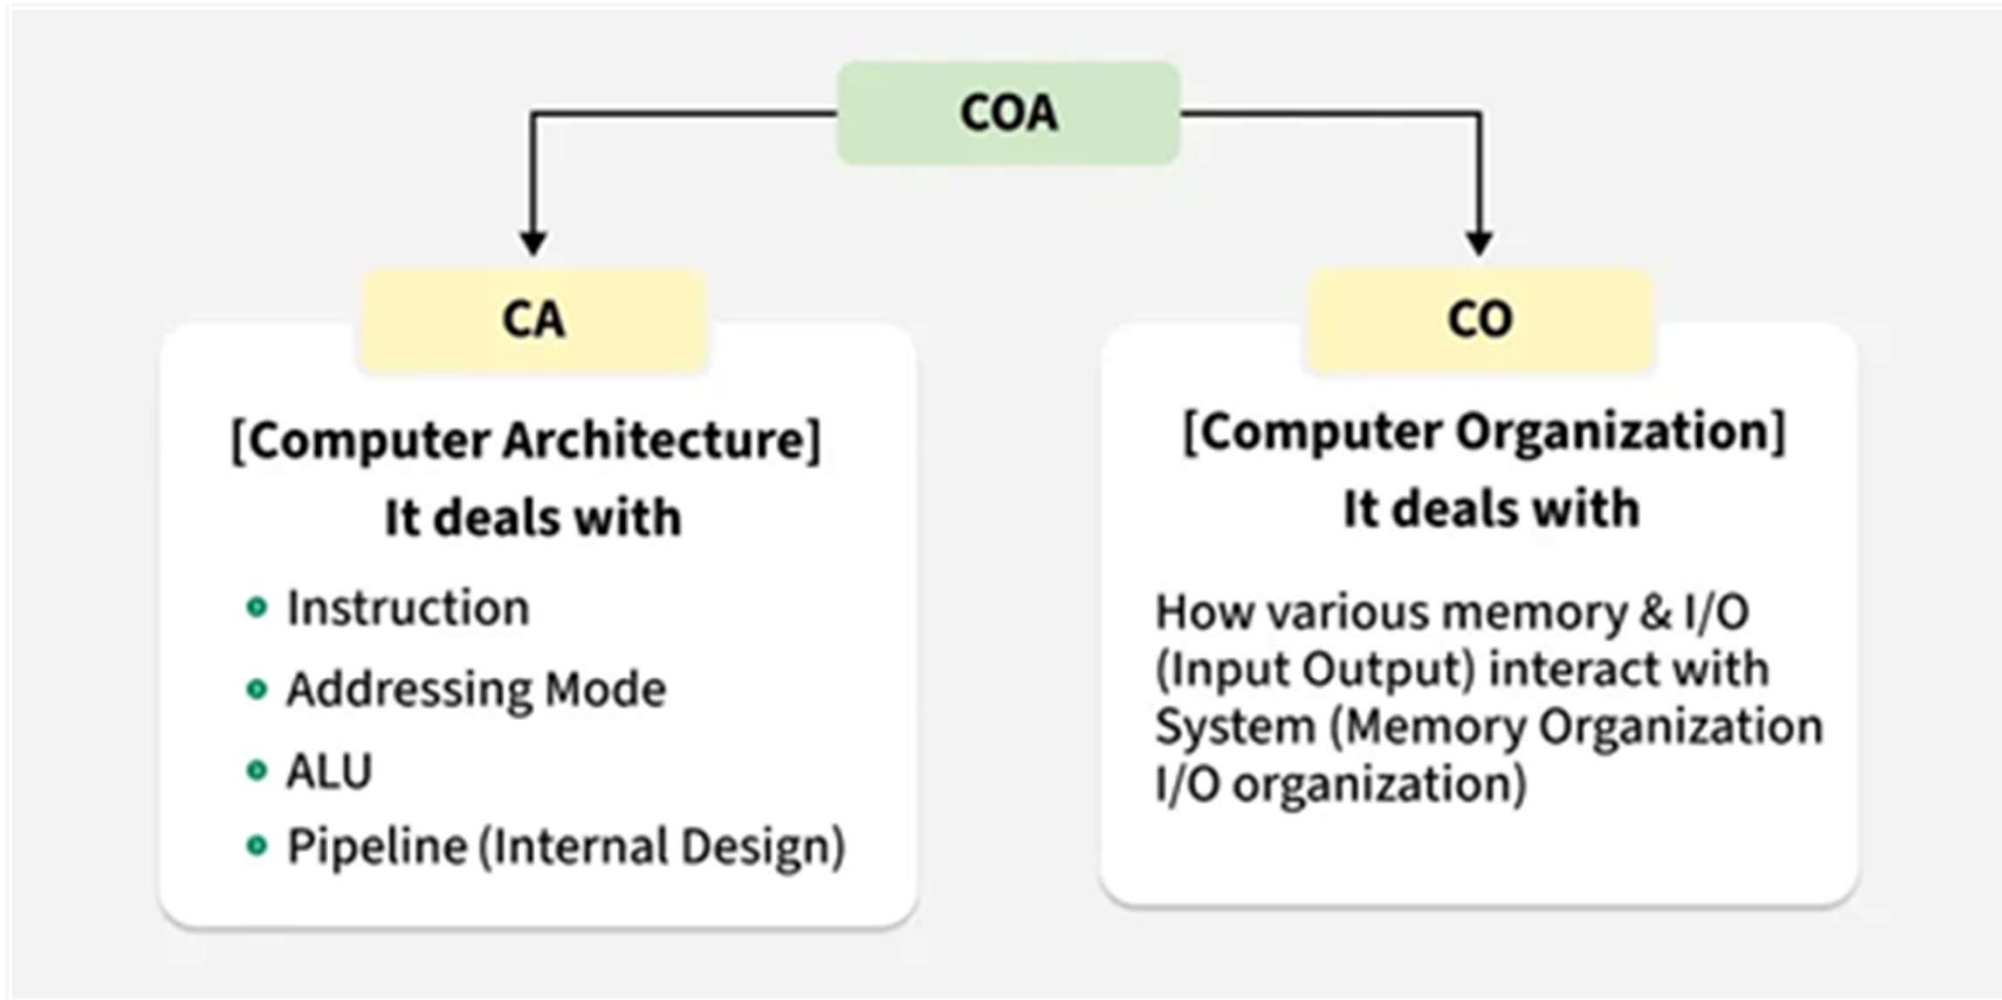 COA
CA
[Computer Architecture]
It deals with
Instruction
Addressing Mode
ALU
Pipeline (Internal Design)
CO
[Computer Organization]
It deals with
How various memory & I/O
(Input Output) interact with
System (Memory Organization
I/O organization)